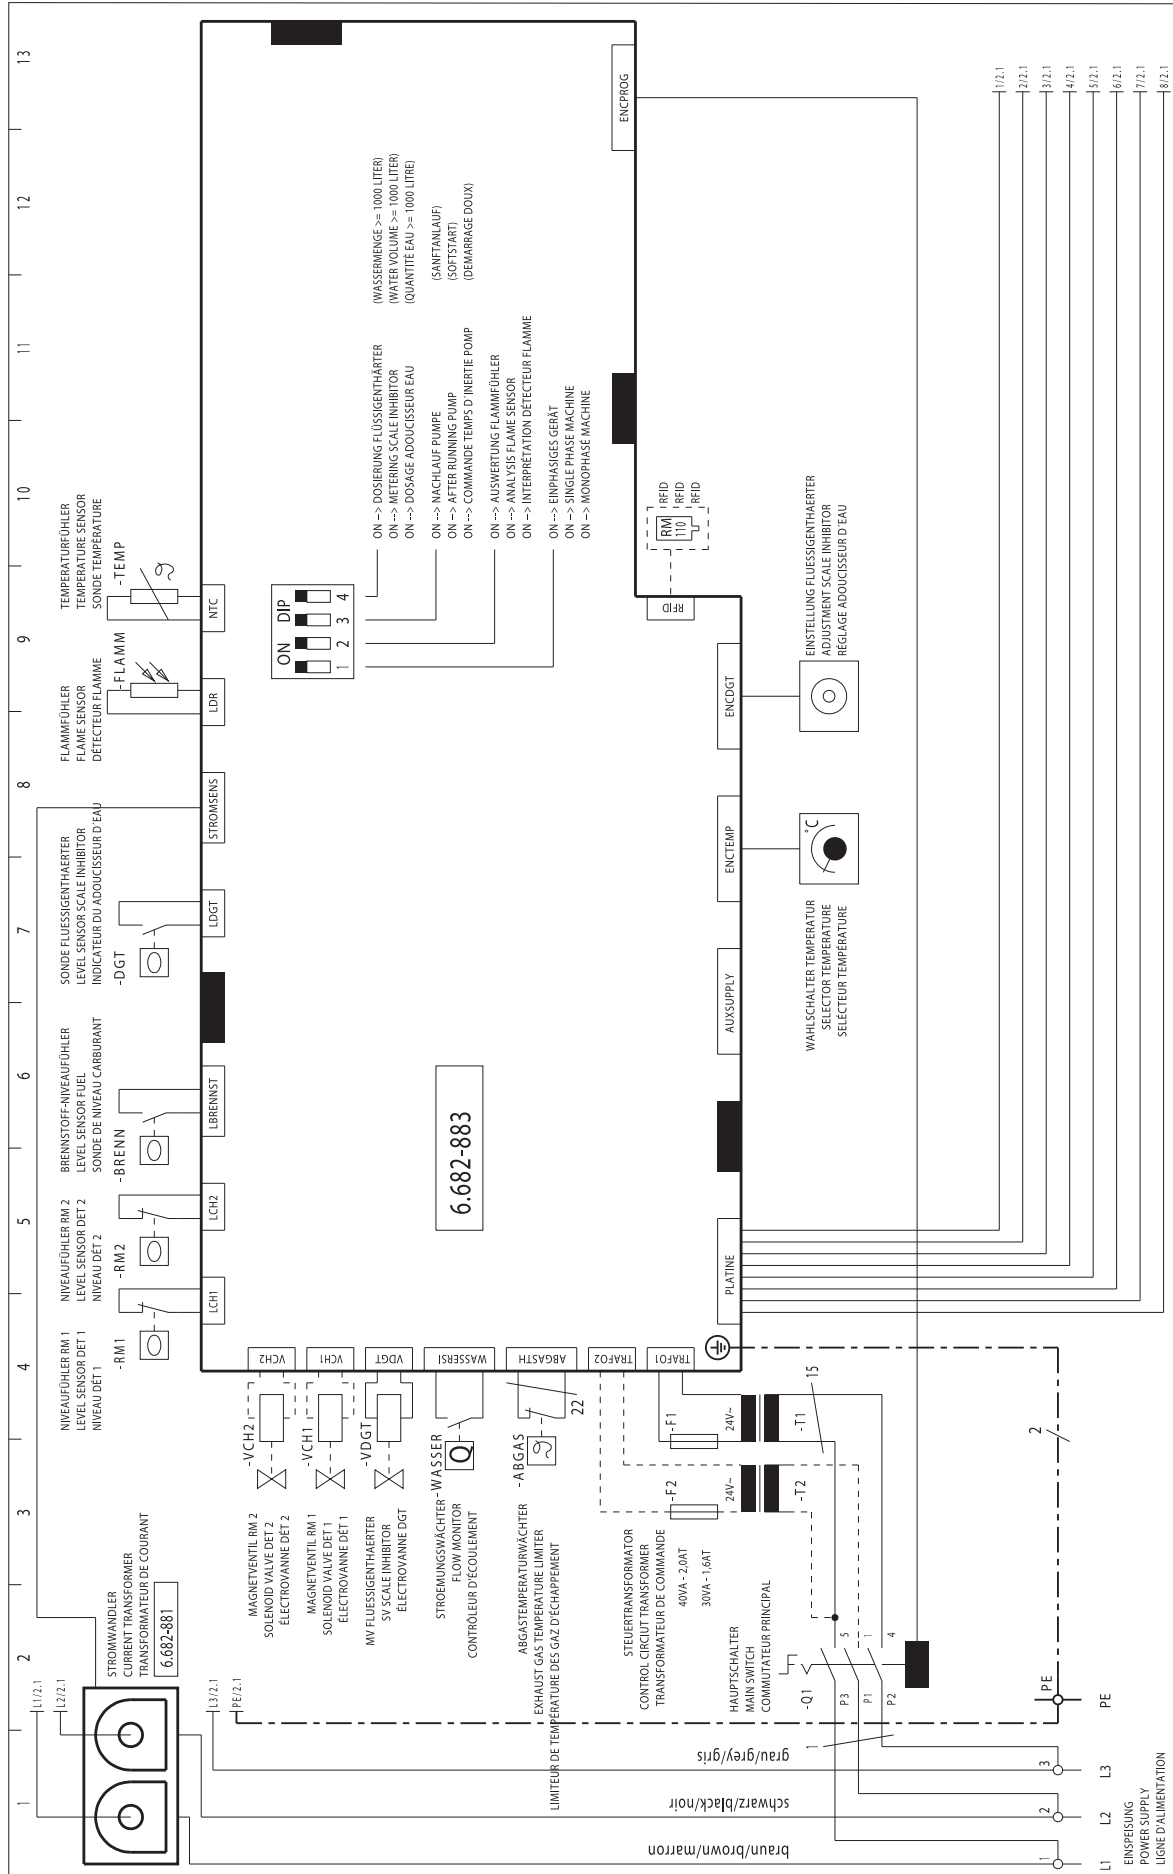 1
2
3
4
5
6
7
8
9
10
11
12
13
STROMWANDLER
CURRENT TRANSFORMER
TRANSFORMATEUR DE COURANT
6.682-881
L1/2.1
L2/2.1
L3/2.1
PE/2.1
NIVEAUFÜHLER RM 1
LEVEL SENSOR DET 1
NIVEAU DÉT 1
-RM1
LCH1
NIVEAUFÜHLER RM 2
LEVEL SENSOR DET 2
NIVEAU DÉT 2
-RM2
LCH2
BRENNSTOFF-NIVEAUFÜHLER
LEVEL SENSOR FUEL
SONDE DE NIVEAU CARBURANT
-BRENN
LBRENNST
SONDE FLUESSIGENTHAERTER
LEVEL SENSOR SCALE INHIBITOR
INDICATEUR DU ADOUCISSEUR D'EAU
-DGT
LDGT
STROMSENS
FLAMMFÜHLER
FLAME SENSOR
DÉTECTEUR FLAMME
-FLAMM
LDR
TEMPERATURFÜHLER
TEMPERATURE SENSOR
SONDE TEMPÉRATURE
-TEMP
NTC
MAGNETVENTIL RM 2
SOLENOID VALVE DET 2
ÉLECTROVANNE DÉT 2
-VCH2
VCH2
MAGNETVENTIL RM 1
SOLENOID VALVE DET 1
ÉLECTROVANNE DÉT 1
-VCH1
VCH1
MV FLUESSIGENTHAERTER
SV SCALE INHIBITOR
ÉLECTROVANNE DGT
-VDGT
VDGT
STROEMUNGSWÄCHTER
FLOW MONITOR
CONTRÔLEUR D'ÉCOULEMENT
-WASSER
Q
WASSERSI
ABGASTEMPERATURWÄCHTER
EXHAUST GAS TEMPERATURE LIMITER
LIMITEUR DE TEMPÉRATURE DES GAZ D'ÉCHAPPEMENT
-ABGAS
22
ABGASTH
STEUERTRANSFORMATOR
CONTROL CIRCIUT TRANSFORMER
TRANSFORMATEUR DE COMMANDE
40VA - 2,0AT
30VA - 1,6AT
-F2
-F1
24V~
24V~
-T2
-T1
15
TRAFO2
TRAFO1
HAUPTSCHALTER
MAIN SWITCH
COMMUTATEUR PRINCIPAL
-Q1
P3
5
P1
1
P2
4
1
2
6.682-883
ON
DIP
1
2
3
4
ON --> DOSIERUNG FLÜSSIGENTHÄRTER
(WASSERMENGE >= 1000 LITER)
ON --> METERING SCALE INHIBITOR
(WATER VOLUME >= 1000 LITER)
ON --> DOSAGE ADOUCISSEUR EAU
(QUANTITÉ EAU >= 1000 LITRE)
ON --> NACHLAUF PUMPE
(SANFTANLAUF)
ON --> AFTER RUNNING PUMP
(SOFTSTART)
ON --> COMMANDE TEMPS D'INERTIE POMP
(DEMARRAGE DOUX)
ON --> AUSWERTUNG FLAMMFÜHLER
ON --> ANALYSIS FLAME SENSOR
ON --> INTERPRÉTATION DÉTECTEUR FLAMME
ON --> EINPHASIGES GERÄT
ON --> SINGLE PHASE MACHINE
ON --> MONOPHASÉ MACHINE
ENCPROG
RFID
RM
110
RFID
RFID
RFID
PLATINE
AUXSUPPLY
ENCTEMP
ENCDGT
WAHLSCHALTER TEMPERATUR
SELECTOR TEMPERATURE
SELÉCTEUR TEMPÉRATURE
°C
EINSTELLUNG FLUESSIGENTHAERTER
ADJUSTMENT SCALE INHIBITOR
RÉGLAGE ADOUCISSEUR D'EAU
1/2.1
2/2.1
3/2.1
4/2.1
5/2.1
6/2.1
7/2.1
8/2.1
braun/brown/marron
schwarz/black/noir
grau/grey/gris
1
2
3
PE
L1
L2
L3
PE
EINSPEISUNG
POWER SUPPLY
LIGNE D'ALIMENTATION